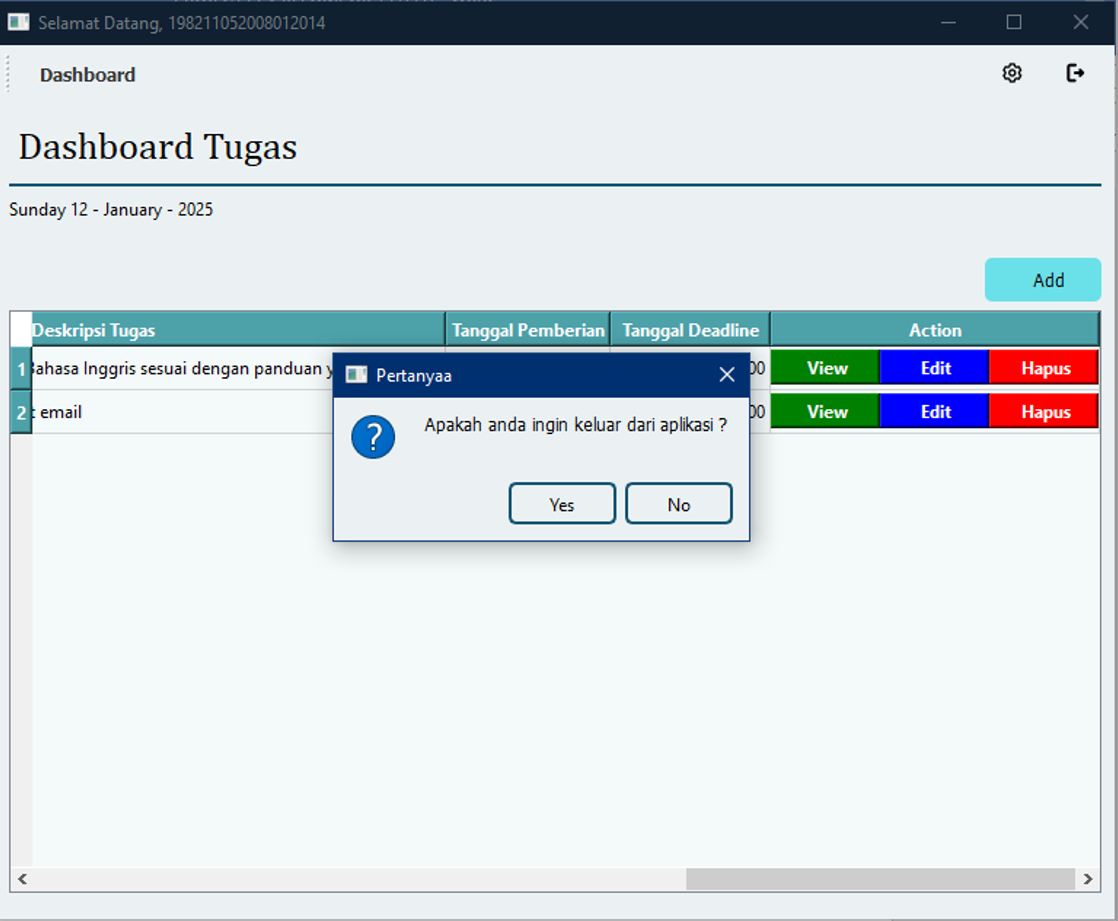 Selamat Datang, 198211052008012014
Dashboard
Dashboard Tugas
Sunday 12 - January - 2025
Add
Deskripsi Tugas Tanggal Pemberian Tanggal Deadline Action
1 Bahasa Inggris sesuai dengan panduan y 00 View Edit Hapus
2 email 00 View Edit Hapus
Pertanyaa
? Apakah anda ingin keluar dari aplikasi ?
Yes No